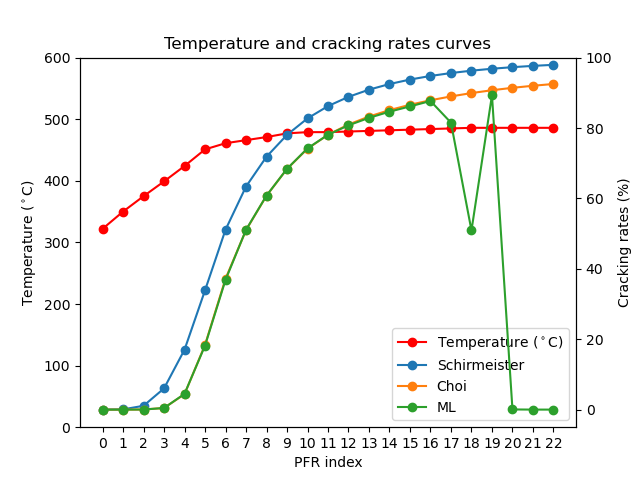 Temperature and cracking rates curves
600
500
400
300
200
100
0
Temperature (°C)
100
80
60
40
20
0
Cracking rates (%)
Temperature (°C)
Schirmeister
Choi
ML
0 1 2 3 4 5 6 7 8 9 10 11 12 13 14 15 16 17 18 19 20 21 22
PFR index